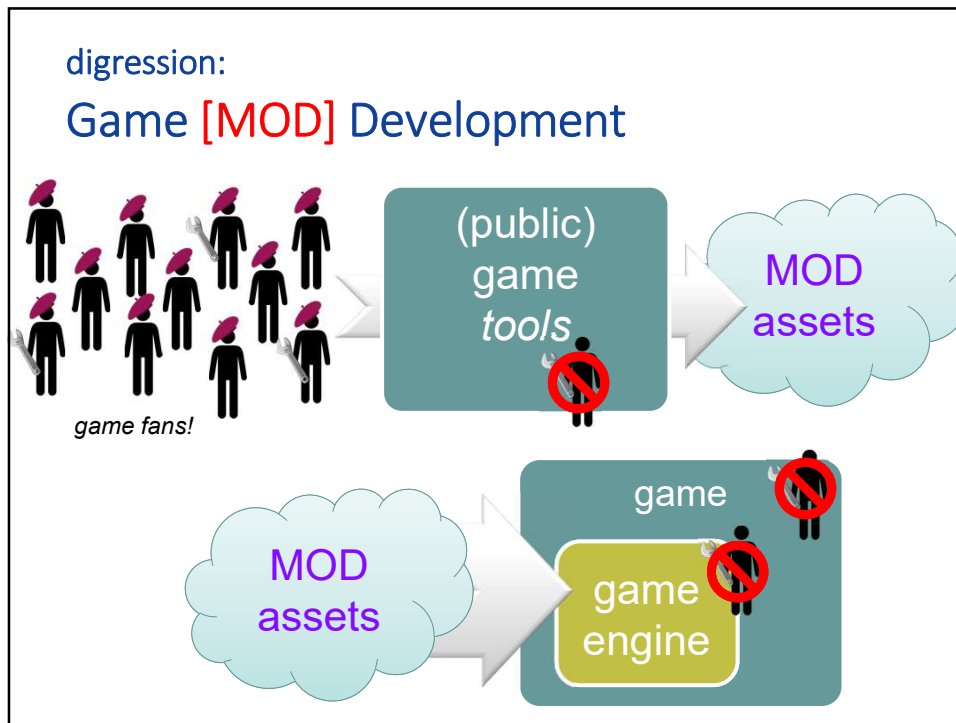 digression:
Game [MOD] Development
(public)
game
tools
MOD
assets
game fans!
game
MOD
assets
game
engine